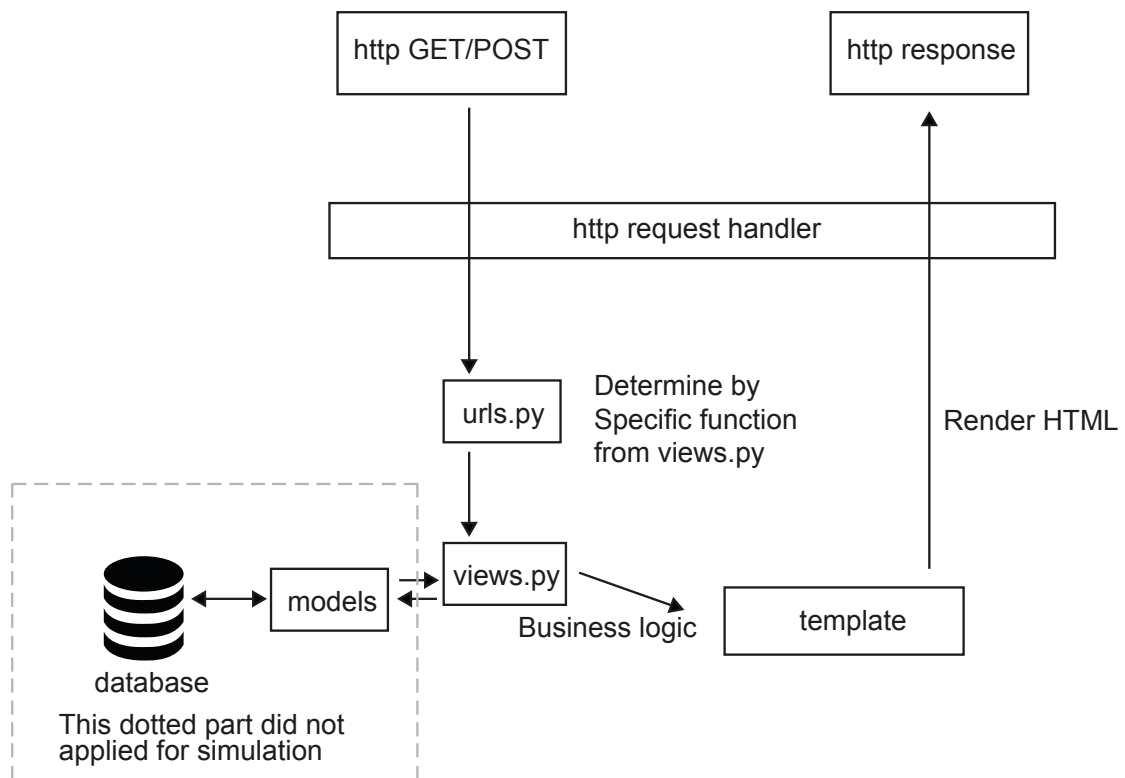 http GET/POST
http response
http request handler
urls.py
Determine by
Specific function
from views.py
Render HTML
views.py
models
Business logic
template
database
This dotted part did not
applied for simulation